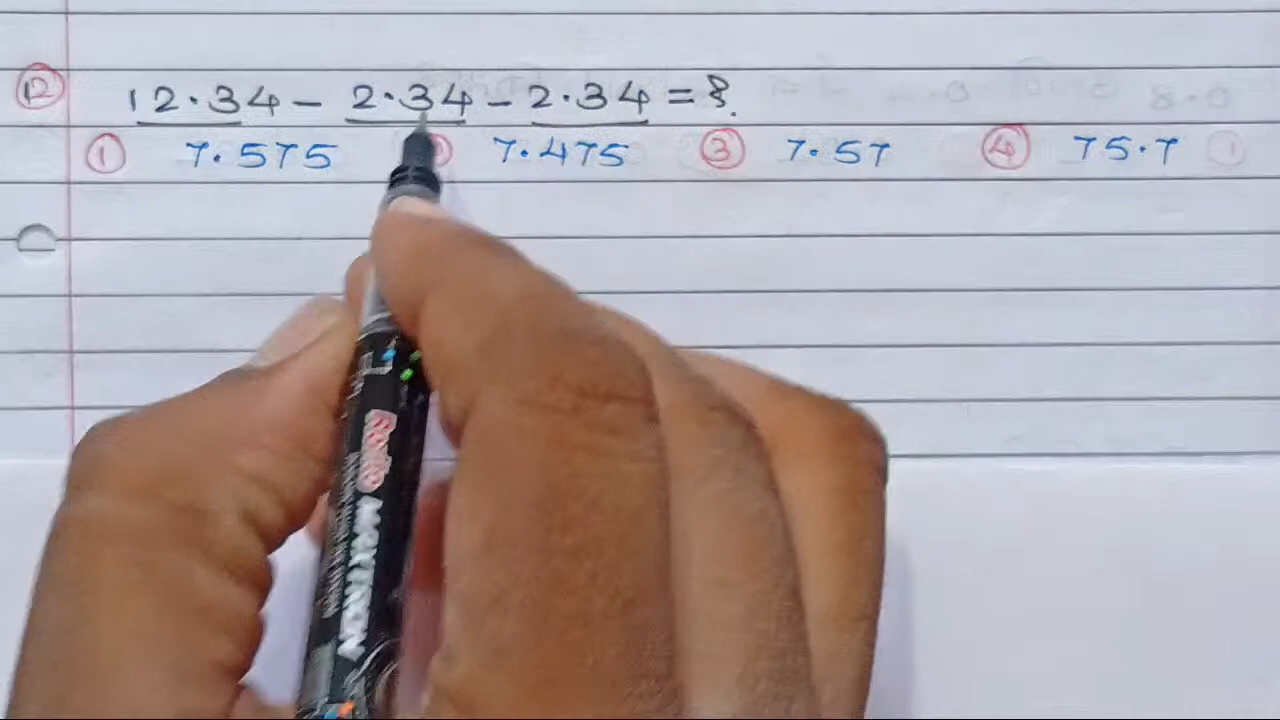 12 12.34 - 2.34 - 2.34 = ?
1 7.575 7.475 3 7.57 4 75.7